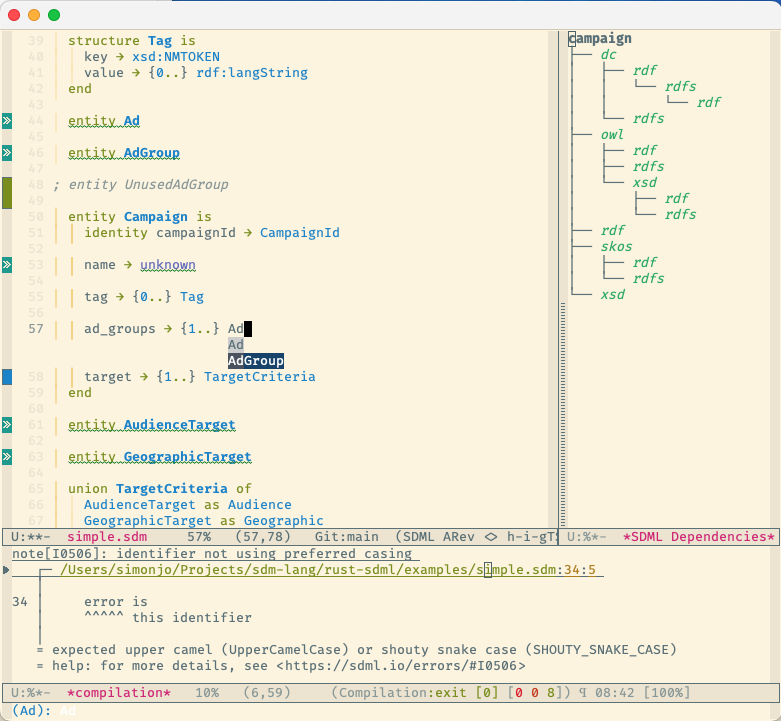 39 structure Tag is
40 key → xsd:NMTOKEN
41 value → {0..} rdf:langString
42 end
43
44 entity Ad
45
46 entity AdGroup
47
48 ; entity UnusedAdGroup
49
50 entity Campaign is
51 identity campaignId → CampaignId
52
53 name → unknown
54
55 tag → {0..} Tag
56
57 ad_groups → {1..} Ad
Ad
AdGroup
58 target → {1..} TargetCriteria
59 end
60
61 entity AudienceTarget
62
63 entity GeographicTarget
64
65 union TargetCriteria of
66 AudienceTarget as Audience
67 GeographicTarget as Geographic
U:**- simple.sdm 57% (57,78) Git:main (SDML ARev <> h-i-gT
campaign
├── dc
│   ├── rdf
│   └── rdfs
│       └── rdf
│   └── rdfs
├── owl
│   ├── rdf
│   ├── rdfs
│   └── xsd
│       ├── rdf
│       └── rdfs
├── rdf
├── skos
│   ├── rdf
│   └── rdfs
└── xsd
U:%*- *SDML Dependencies*
note[I0506]: identifier not using preferred casing
┌── /Users/simonjo/Projects/sdm-lang/rust-sdml/examples/simple.sdm:34:5
│
34 │ error is
│ ^^^^^ this identifier
│
= expected upper camel (UpperCamelCase) or shouty snake case (SHOUTY_SNAKE_CASE)
= help: for more details, see <https://sdml.io/errors/#I0506>
U:%*- *compilation* 10% (6,59) (Compilation:exit [0] [0 0 8]) ¶ 08:42 [100%]
(Ad): Ad